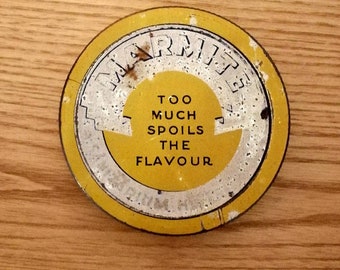 MARMITE
TOO
MUCH
SPOILS
THE
FLAVOUR